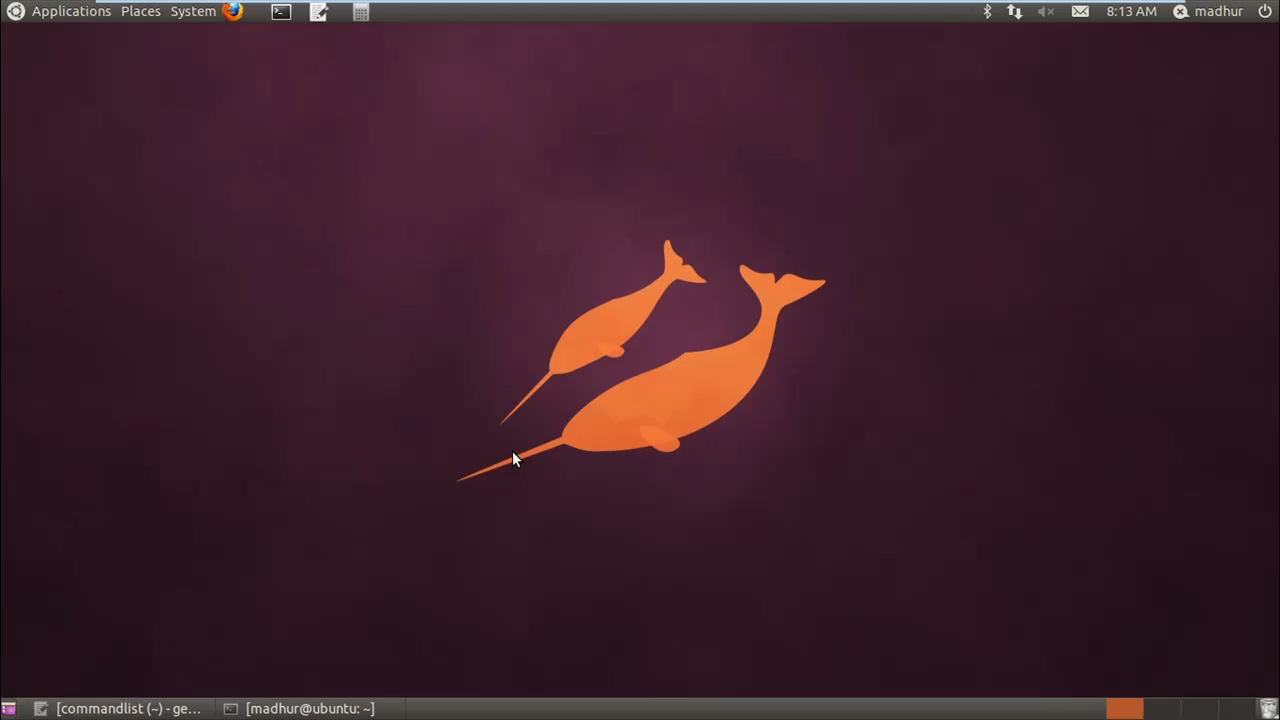 Applications Places System 8:13 AM madhur
[commandlist (~) - ge... [madhur@ubuntu: ~]